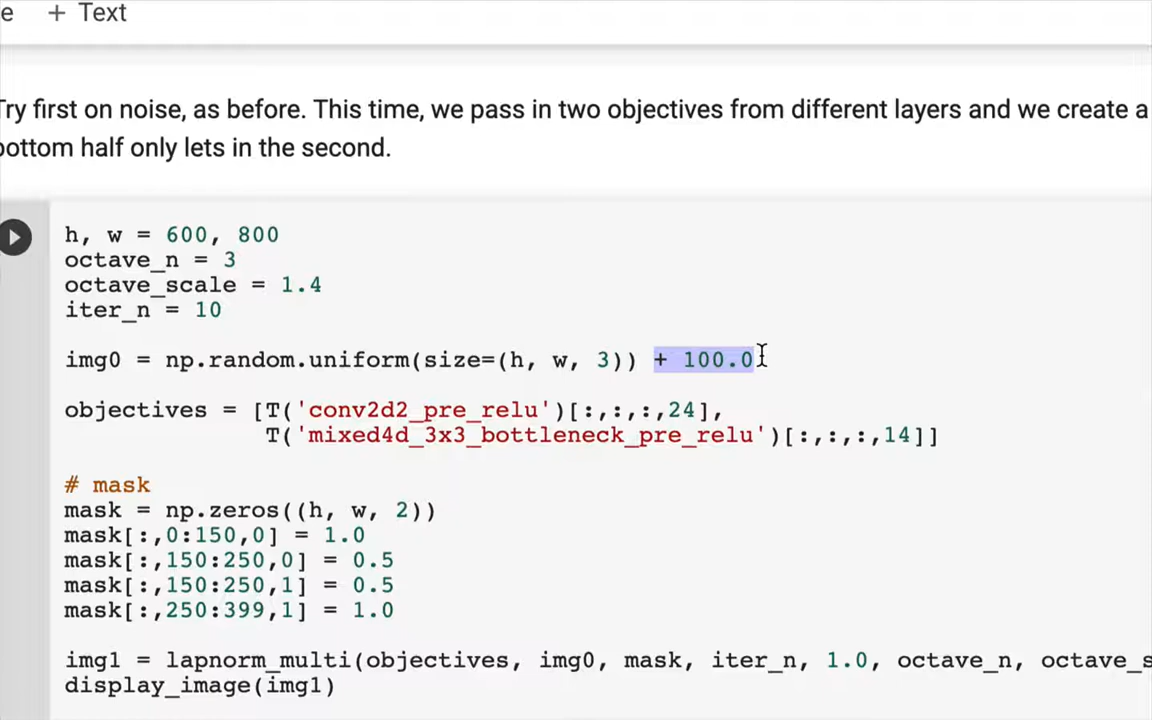 e + Text
Try first on noise, as before. This time, we pass in two objectives from different layers and we create a
bottom half only lets in the second.
h, w = 600, 800
octave_n = 3
octave_scale = 1.4
iter_n = 10
img0 = np.random.uniform(size=(h, w, 3)) + 100.0
objectives = [T('conv2d2_pre_relu')[:,:,:,24],
T('mixed4d_3x3_bottleneck_pre_relu')[:,:,:,14]]
# mask
mask = np.zeros((h, w, 2))
mask[:,0:150,0] = 1.0
mask[:,150:250,0] = 0.5
mask[:,150:250,1] = 0.5
mask[:,250:399,1] = 1.0
img1 = lapnorm_multi(objectives, img0, mask, iter_n, 1.0, octave_n, octave_s
display_image(img1)